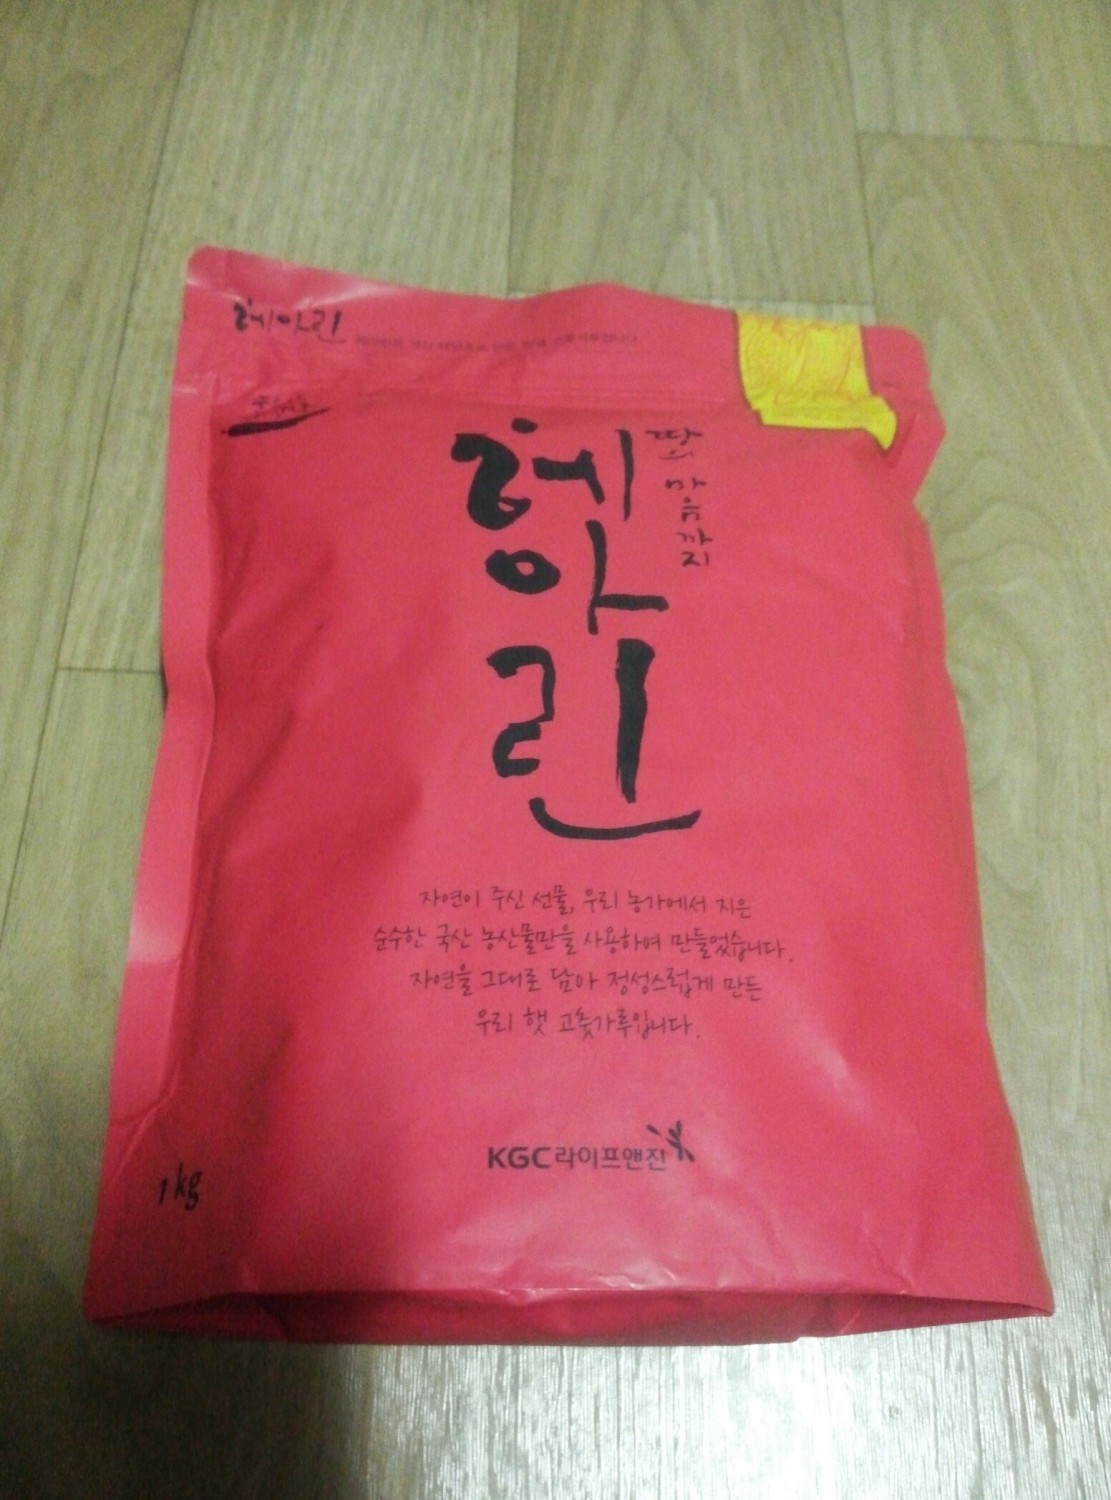 헤아린
헤아린
땅의 마음까지
자연이 주신 선물, 우리 농가에서 지은
순수한 국산 농산물만을 사용하여 만들었습니다.
자연을 그대로 담아 정성스럽게 만든
우리 햇 고춧가루입니다.
KGC라이프앤진
1kg